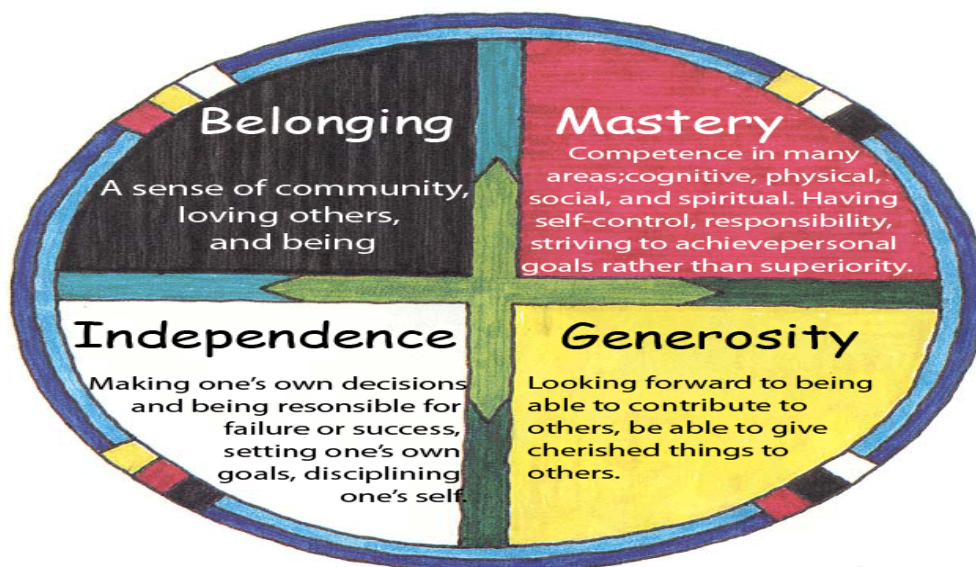 Belonging
A sense of community,
loving others,
and being
Mastery
Competence in many
areas;cognitive, physical,
social, and spiritual. Having
self-control, responsibility,
striving to achievepersonal
goals rather than superiority.
Independence
Making one's own decisions
and being resonsible for
failure or success,
setting one's own
goals, disciplining
one's self.
Generosity
Looking forward to being
able to contribute to
others, be able to give
cherished things to
others.